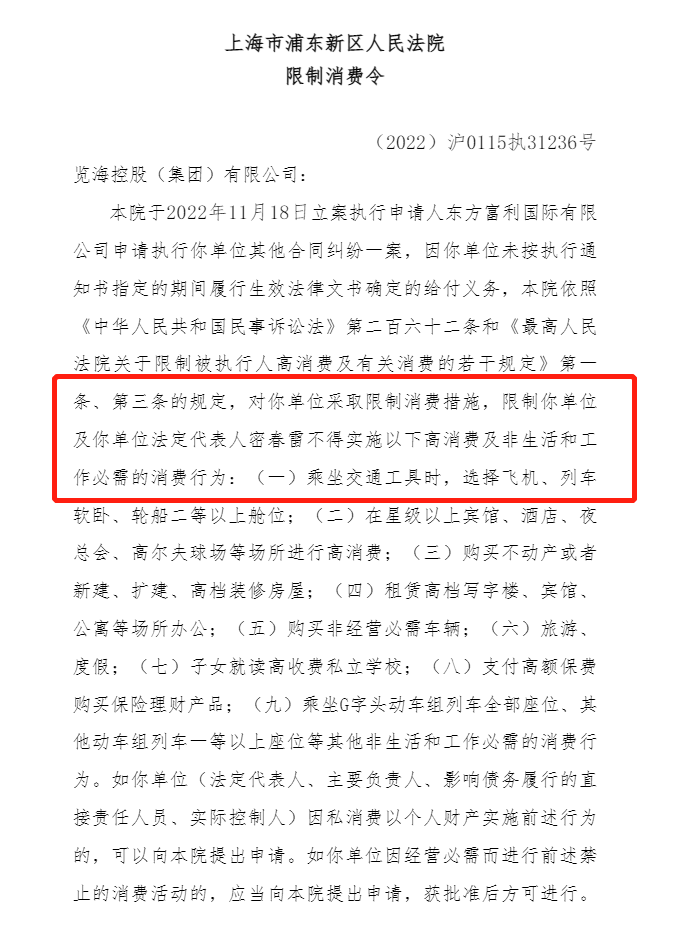 上海市浦东新区人民法院
限制消费令
（2022）沪0115执31236号
览海控股（集团）有限公司：
本院于2022年11月18日立案执行申请人东方富利国际有限
公司申请执行你单位其他合同纠纷一案，因你单位未按执行通
知书指定的期间履行生效法律文书确定的给付义务，本院依照
《中华人民共和国民事诉讼法》第二百六十二条和《最高人民
法院关于限制被执行人高消费及有关消费的若干规定》第一
条、第三条的规定，对你单位采取限制消费措施，限制你单位
及你单位法定代表人密春雷不得实施以下高消费及非生活和工
作必需的消费行为：（一）乘坐交通工具时，选择飞机、列车
软卧、轮船二等以上舱位；（二）在星级以上宾馆、酒店、夜
总会、高尔夫球场等场所进行高消费；（三）购买不动产或者
新建、扩建、高档装修房屋；（四）租赁高档写字楼、宾馆、
公寓等场所办公；（五）购买非经营必需车辆；（六）旅游、
度假；（七）子女就读高收费私立学校；（八）支付高额保费
购买保险理财产品；（九）乘坐G字头动车组列车全部座位、其
他动车组列车一等以上座位等其他非生活和工作必需的消费行
为。如你单位（法定代表人、主要负责人、影响债务履行的直
接责任人员、实际控制人）因私消费以个人财产实施前述行为
的，可以向本院提出申请。如你单位因经营必需而进行前述禁
止的消费活动的，应当向本院提出申请，获批准后方可进行。